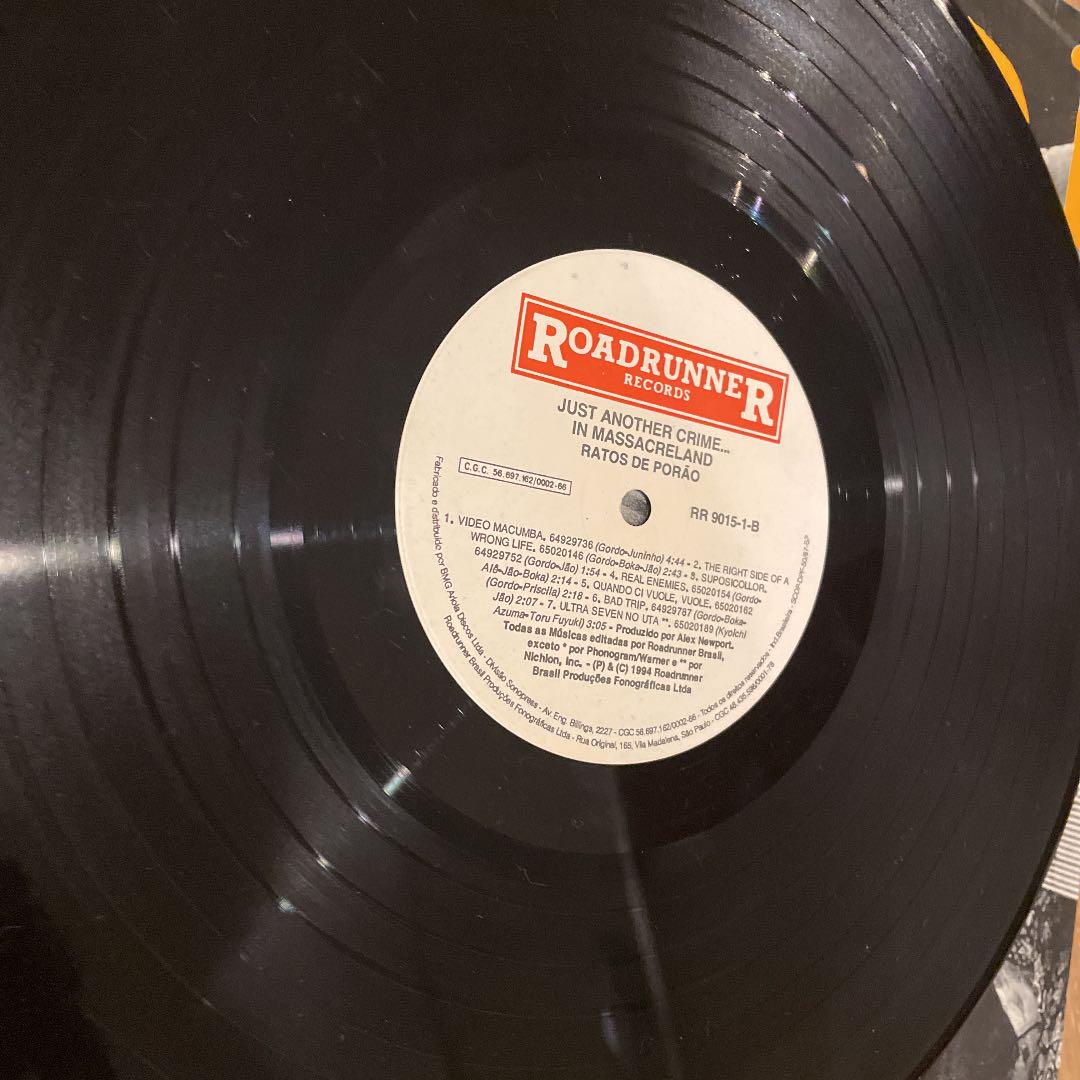 ROADRUNNER
RECORDS
JUST ANOTHER CRIME...
IN MASSACRELAND
RATOS DE PORÃO
C.G.C. 56.697.162/0002-66
RR 9015-1-B
1. VIDEO MACUMBA. 64929736 (Gordo-Juninho) 4:44 - 2. THE RIGHT SIDE OF A
WRONG LIFE. 65020146 (Gordo-Boka-Jão) 2:43 - 3. SUPOSICOLLOR.
64929752 (Gordo-Jão) 1:54 - 4. REAL ENEMIES. 65020154 (Gordo-
Alê-Jão-Boka) 2:14 - 5. QUANDO CI VUOLE, VUOLE. 65020162
(Gordo-Priscila) 2:18 - 6. BAD TRIP. 64929787 (Gordo-Boka-
Jão) 2:07 - 7. ULTRA SEVEN NO UTA **. 65020189 (Kyoichi
Azuma-Toru Fuyuki) 3:05 - Produzido por Alex Newport.
Todas as Músicas editadas por Roadrunner Brasil,
exceto * por Phonogram/Warner e ** por
Nichion, Inc. - (P) & (C) 1994 Roadrunner
Brasil Produções Fonográficas Ltda
Fabricado e distribuído por BMG Ariola Discos Ltda - Divisão Sonopress - Av. Eng. Billings, 2227 - CGC 56.697.162/0002-66 - Todos os direitos reservados - Ind. Brasileira
Roadrunner Brasil Produções Fonográficas Ltda - Rua Original, 165, Vila Madalena, São Paulo - CGC